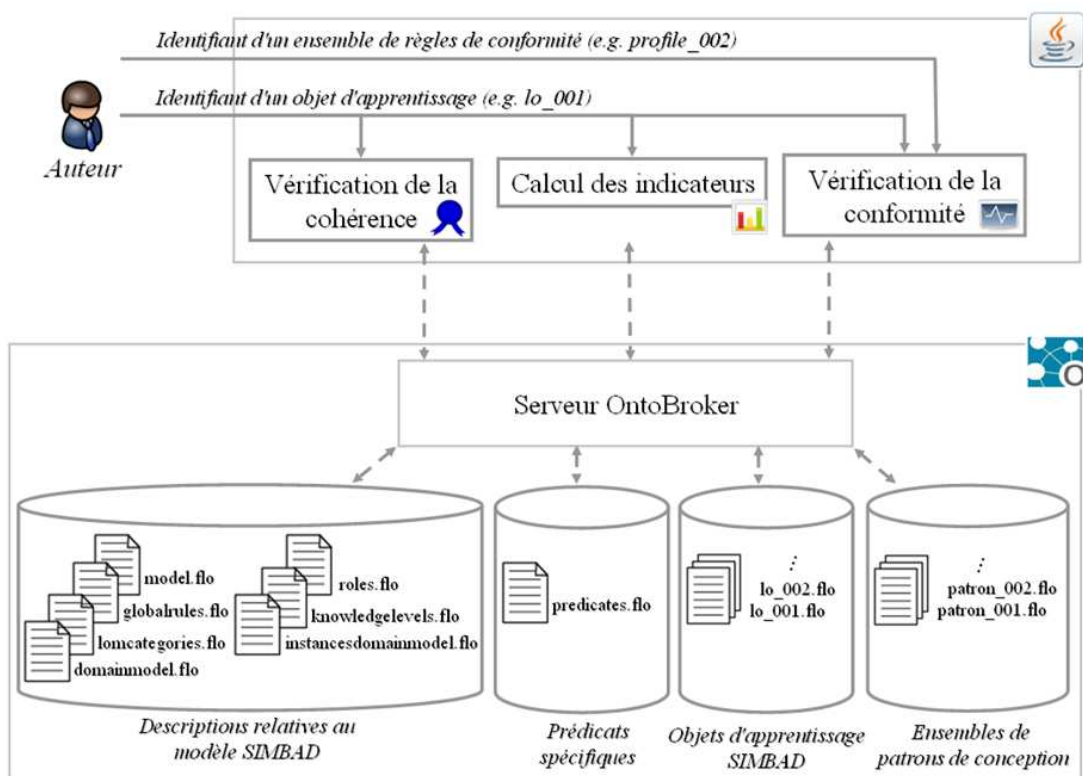 Identifiant d'un ensemble de règles de conformité (e.g. profile_002)
Identifiant d'un objet d'apprentissage (e.g. lo_001)
Auteur
Vérification de la
cohérence
Calcul des indicateurs
Vérification de la
conformité
Serveur OntoBroker
O
model.flo
globalrules.flo
lomcategories.flo
domainmodel.flo
roles.flo
knowledgelevels.flo
instancesdomainmodel.flo
predicates.flo
⋮
lo_002.flo
lo_001.flo
⋮
patron_002.flo
patron_001.flo
Descriptions relatives au
modèle SIMBAD
Prédicats
spécifiques
Objets d'apprentissage
SIMBAD
Ensembles de
patrons de conception